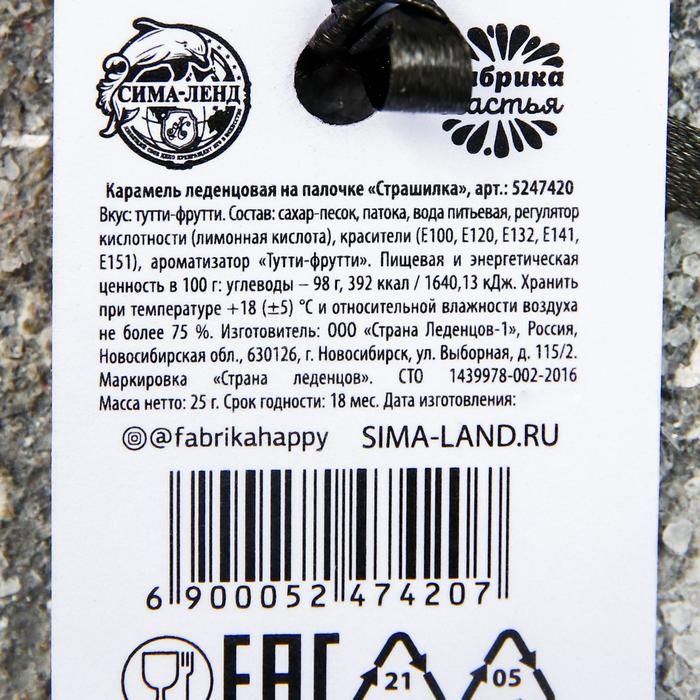 СИМА-ЛЕНД
Карамель леденцовая на палочке «Страшилка», арт.: 5247420
Вкус: тутти-фрутти. Состав: сахар-песок, патока, вода питьевая, регулятор
кислотности (лимонная кислота), красители (Е100, Е120, Е132, Е141,
Е151), ароматизатор «Тутти-фрутти». Пищевая и энергетическая
ценность в 100 г: углеводы – 98 г, 392 ккал / 1640,13 кДж. Хранить
при температуре +18 (±5) °С и относительной влажности воздуха
не более 75 %. Изготовитель: ООО «Страна Леденцов-1», Россия,
Новосибирская обл., 630126, г. Новосибирск, ул. Выборная, д. 115/2.
Маркировка «Страна леденцов». СТО 1439978-002-2016
Масса нетто: 25 г. Срок годности: 18 мес. Дата изготовления:
@fabrikahappy SIMA-LAND.RU
6 900052 474207
EAC
21 05